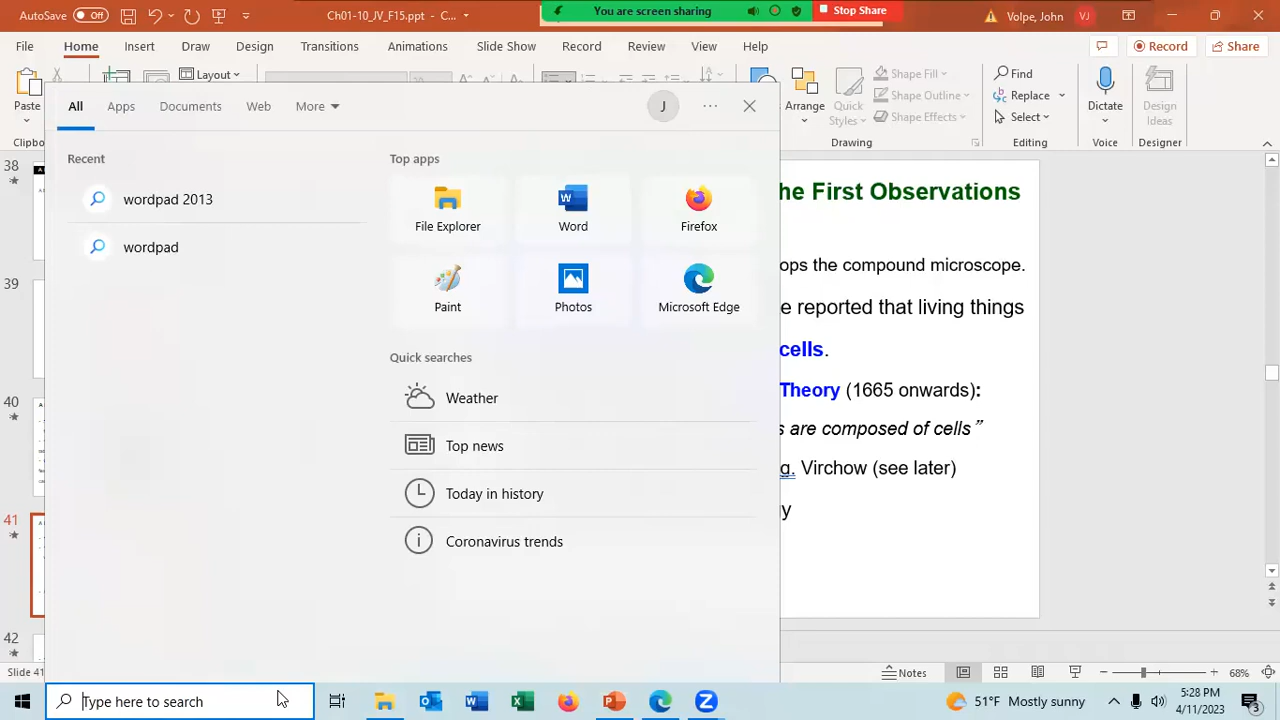 AutoSave Off Ch01-10_JV_F15.ppt - C... You are screen sharing Stop Share Volpe, John VJ
File Home Insert Draw Design Transitions Animations Slide Show Record Review View Help Record Share
Paste Layout Arrange Quick Styles Shape Fill Shape Outline Shape Effects Find Replace Select Dictate Design Ideas
Clipbo Drawing Editing Voice Designer
All Apps Documents Web More J ...
Recent
wordpad 2013
wordpad
Top apps
File Explorer Word Firefox
Paint Photos Microsoft Edge
Quick searches
Weather
Top news
Today in history
Coronavirus trends
38
39
40
41
42
he First Observations
ops the compound microscope.
e reported that living things
cells.
Theory (1665 onwards):
s are composed of cells”
g. Virchow (see later)
y
Slide 41 Notes 68%
Type here to search 51°F Mostly sunny 5:28 PM
4/11/2023 3